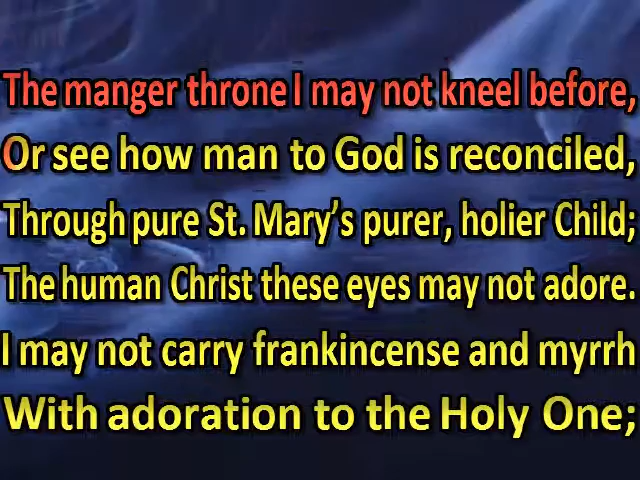 The manger throne I may not kneel before,
Or see how man to God is reconciled,
Through pure St. Mary’s purer, holier Child;
The human Christ these eyes may not adore.
I may not carry frankincense and myrrh
With adoration to the Holy One;